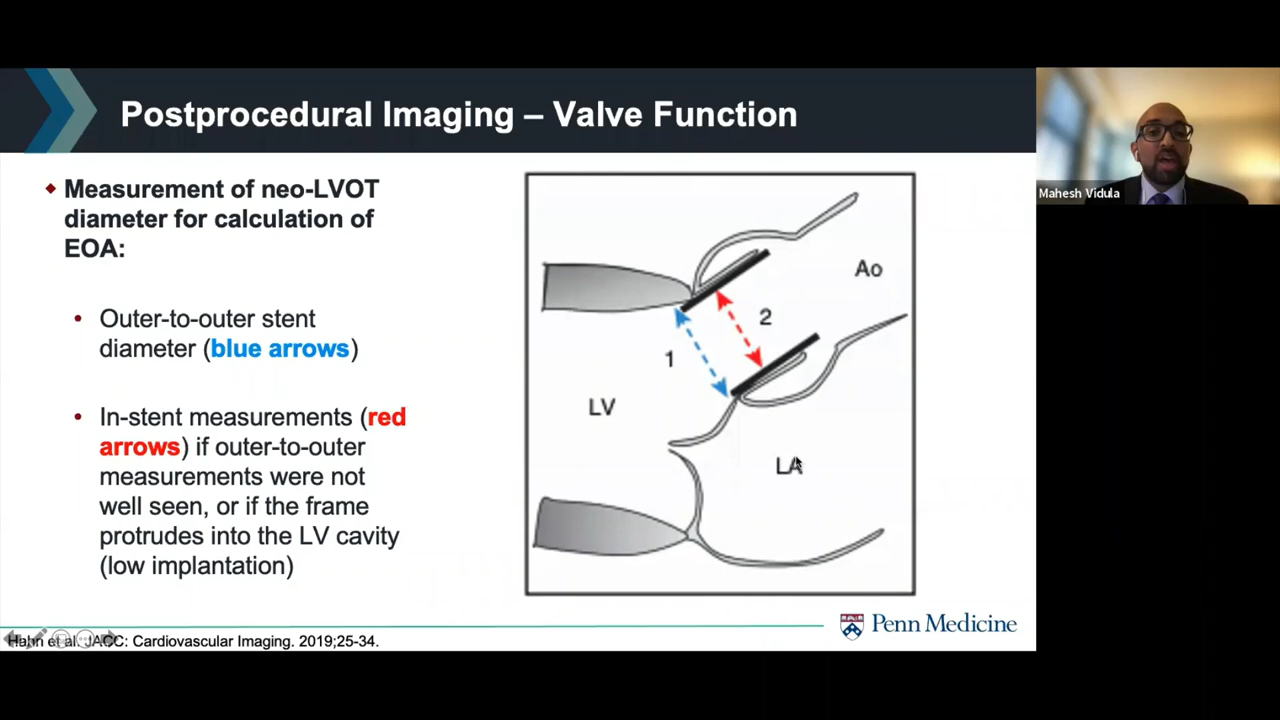 Postprocedural Imaging – Valve Function
Measurement of neo-LVOT
diameter for calculation of
EOA:
Outer-to-outer stent
diameter (blue arrows)
In-stent measurements (red
arrows) if outer-to-outer
measurements were not
well seen, or if the frame
protrudes into the LV cavity
(low implantation)
Ao
2
1
LV
LA
Penn Medicine
Hahn et al. JACC: Cardiovascular Imaging. 2019;25-34.
Mahesh Vidula